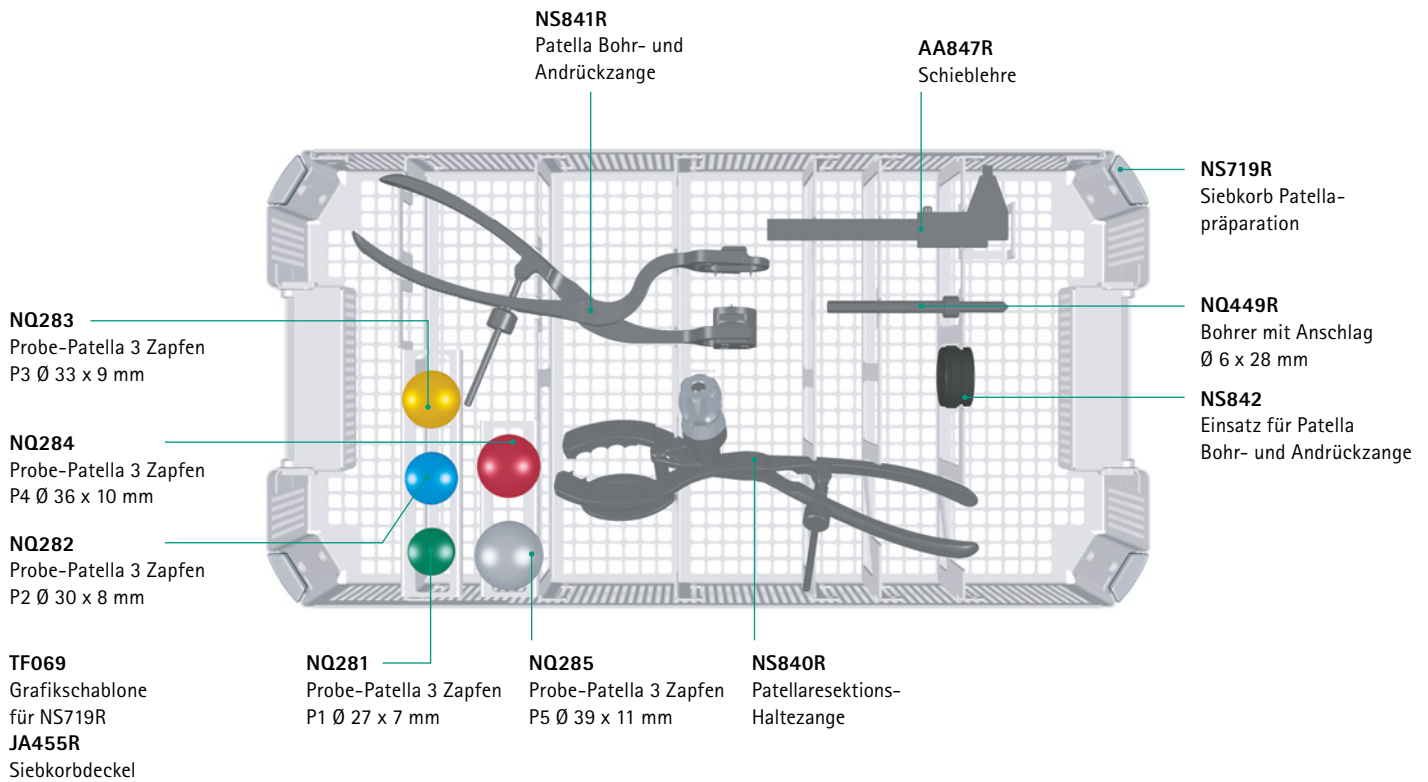 NS841R
Patella Bohr- und
Andrückzange
AA847R
Schieblehre
NS719R
Siebkorb Patella-
präparation
NQ283
Probe-Patella 3 Zapfen
P3 Ø 33 x 9 mm
NQ449R
Bohrer mit Anschlag
Ø 6 x 28 mm
NS842
Einsatz für Patella
Bohr- und Andrückzange
NQ284
Probe-Patella 3 Zapfen
P4 Ø 36 x 10 mm
NQ282
Probe-Patella 3 Zapfen
P2 Ø 30 x 8 mm
TF069
Grafikschablone
für NS719R
JA455R
Siebkorbdeckel
NQ281
Probe-Patella 3 Zapfen
P1 Ø 27 x 7 mm
NQ285
Probe-Patella 3 Zapfen
P5 Ø 39 x 11 mm
NS840R
Patellaresektions-
Haltezange